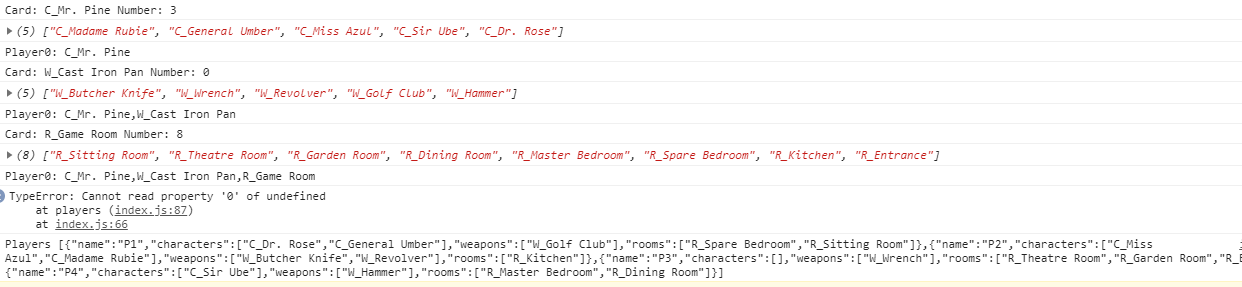 Card: C_Mr. Pine Number: 3
(5) ["C_Madame Rubie", "C_General Umber", "C_Miss Azul", "C_Sir Ube", "C_Dr. Rose"]
Player0: C_Mr. Pine
Card: W_Cast Iron Pan Number: 0
(5) ["W_Butcher Knife", "W_Wrench", "W_Revolver", "W_Golf Club", "W_Hammer"]
Player0: C_Mr. Pine,W_Cast Iron Pan
Card: R_Game Room Number: 8
(8) ["R_Sitting Room", "R_Theatre Room", "R_Garden Room", "R_Dining Room", "R_Master Bedroom", "R_Spare Bedroom", "R_Kitchen", "R_Entrance"]
Player0: C_Mr. Pine,W_Cast Iron Pan,R_Game Room
TypeError: Cannot read property '0' of undefined
at players (index.js:87)
at index.js:66
Players [{"name":"P1","characters":["C_Dr. Rose","C_General Umber"],"weapons":["W_Golf Club"],"rooms":["R_Spare Bedroom","R_Sitting Room"]},{"name":"P2","characters":["C_Miss
Azul","C_Madame Rubie"],"weapons":["W_Butcher Knife","W_Revolver"],"rooms":["R_Kitchen"]},{"name":"P3","characters":[],"weapons":["W_Wrench"],"rooms":["R_Theatre Room","R_Garden Room",
{"name":"P4","characters":["C_Sir Ube"],"weapons":["W_Hammer"],"rooms":["R_Master Bedroom","R_Dining Room"]}]